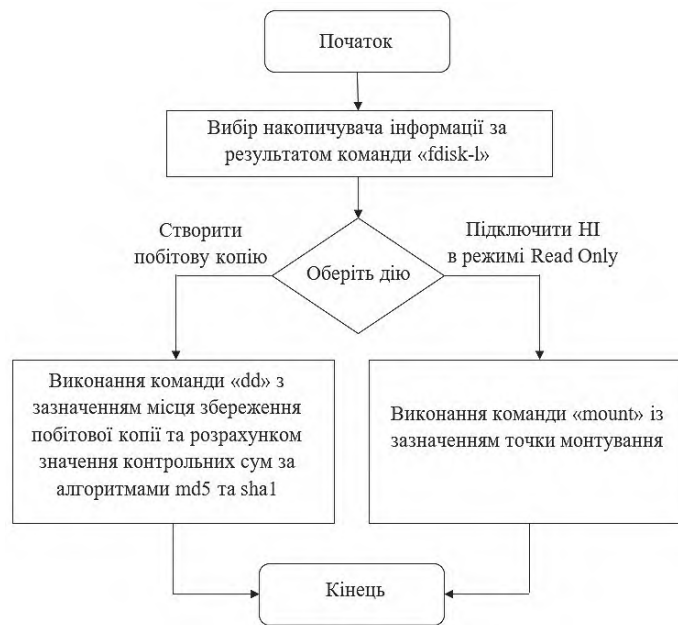 Початок
Вибір накопичувача інформації за
результатом команди «fdisk-l»
Створити
побітову копію
Підключити НІ
в режимі Read Only
Оберіть дію
Виконання команди «dd» з
зазначенням місця збереження
побітової копії та розрахунком
значення контрольних сум за
алгоритмами md5 та sha1
Виконання команди «mount» із
зазначенням точки монтування
Кінець